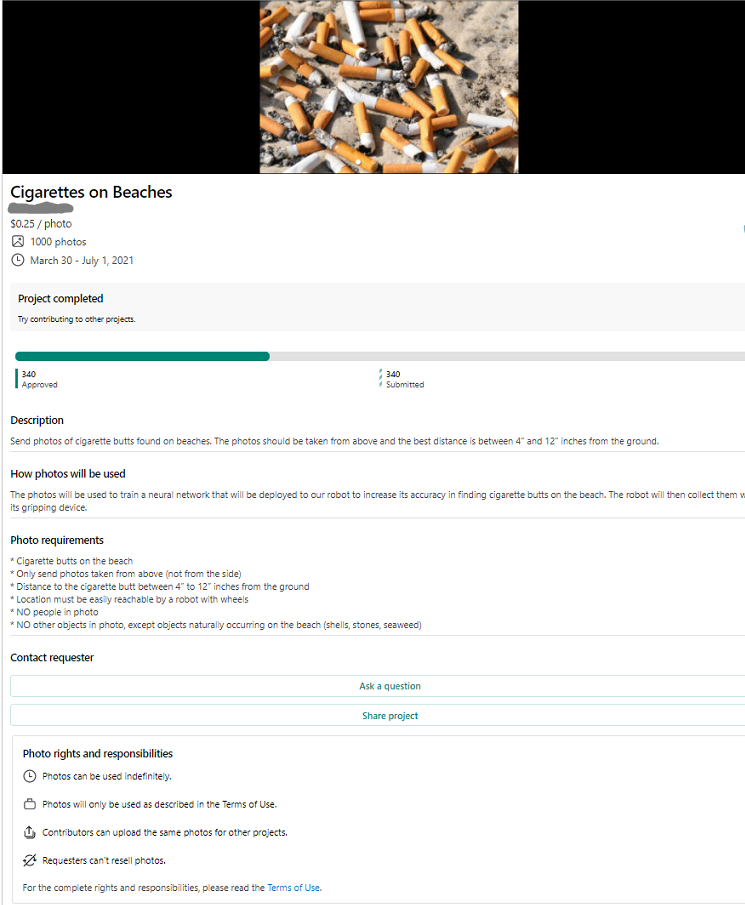 Cigarettes on Beaches
$0.25 / photo
1000 photos
March 30 - July 1, 2021
Project completed
Try contributing to other projects.
340
Approved
340
Submitted
Description
Send photos of cigarette butts found on beaches. The photos should be taken from above and the best distance is between 4" and 12" inches from the ground.
How photos will be used
The photos will be used to train a neural network that will be deployed to our robot to increase its accuracy in finding cigarette butts on the beach. The robot will then collect them
its gripping device.
Photo requirements
* Cigarette butts on the beach
* Only send photos taken from above (not from the side)
* Distance to the cigarette butt between 4" to 12" inches from the ground
* Location must be easily reachable by a robot with wheels
* NO people in photo
* NO other objects in photo, except objects naturally occurring on the beach (shells, stones, seaweed)
Contact requester
Ask a question
Share project
Photo rights and responsibilities
Photos can be used indefinitely.
Photos will only be used as described in the Terms of Use.
Contributors can upload the same photos for other projects.
Requesters can't resell photos.
For the complete rights and responsibilities, please read the Terms of Use.